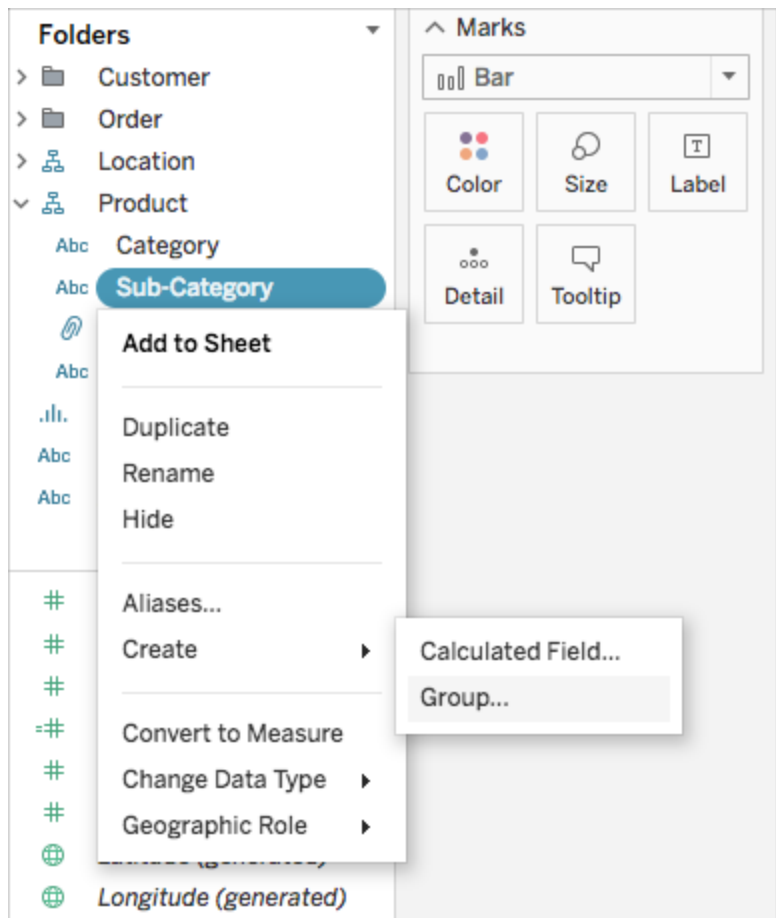 Folders
Customer
Order
Location
Product
Abc Category
Abc Sub-Category
Abc
Abc
Abc
Add to Sheet
Duplicate
Rename
Hide
Aliases...
Create
Convert to Measure
Change Data Type
Geographic Role
Calculated Field...
Group...
Longitude (generated)
Marks
Bar
Color
Size
T
Label
Detail
Tooltip